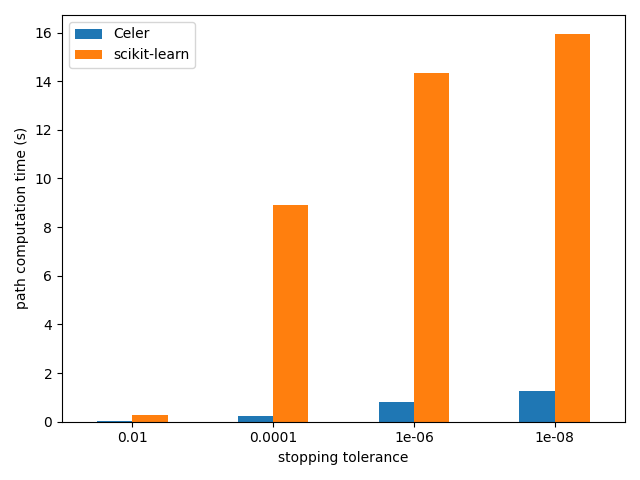 Celer
scikit-learn
path computation time (s)
16
14
12
10
8
6
4
2
0
0.01
0.0001
1e-06
1e-08
stopping tolerance